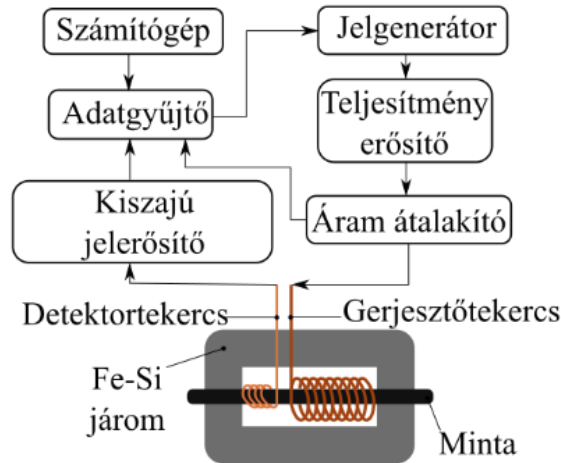 Számítógép
Jelgenerátor
Adatgyűjtő
Teljesítmény
erősítő
Kiszajú
jelerősítő
Áram átalakító
Detektortekercs
Gerjesztőtekercs
Fe-Si
járom
Minta